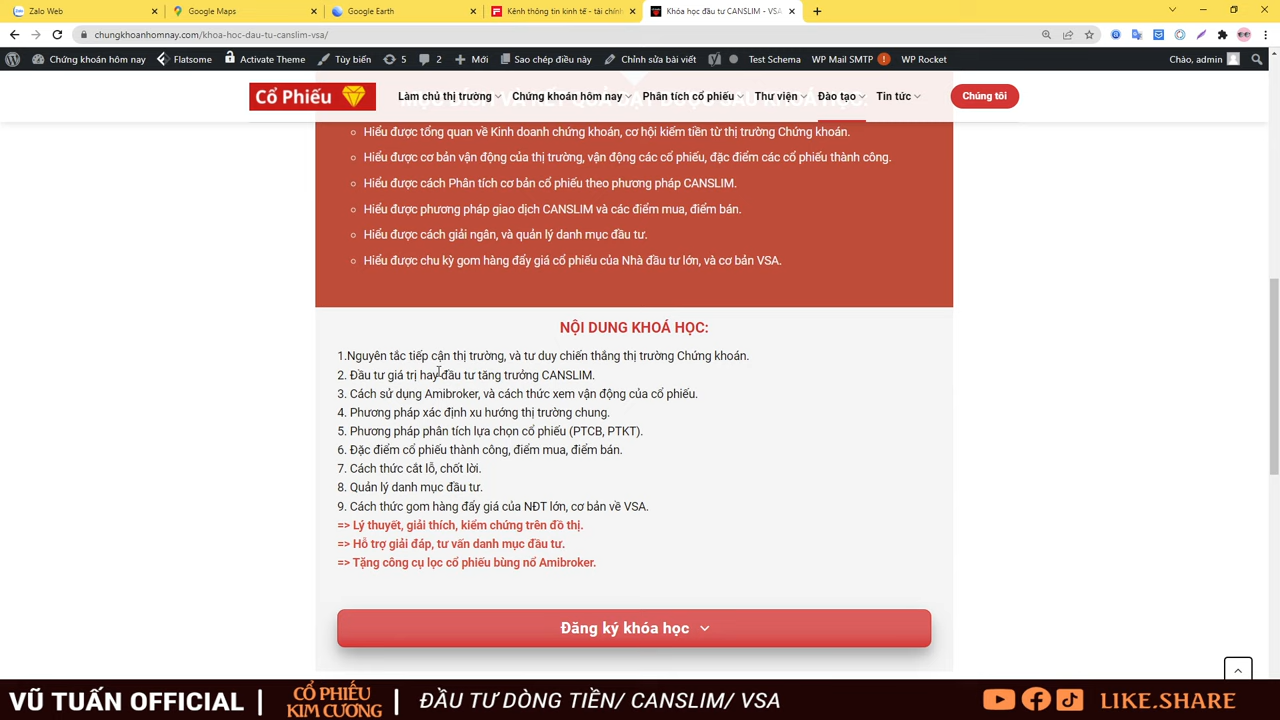 Zalo Web
Google Maps
Google Earth
Kênh thông tin kinh tế - tài chính
Khóa học đầu tư CANSLIM - VSA
chungkhoanhomnay.com/khoa-hoc-dau-tu-canslim-vsa/
Chứng khoán hôm nay
Flatsome
Activate Theme
Tùy biến
5
2
Mới
Sao chép điều này
Chỉnh sửa bài viết
Test Schema
WP Mail SMTP
WP Rocket
Chào, admin
Cổ Phiếu
Làm chủ thị trường
Chứng khoán hôm nay
Phân tích cổ phiếu
Thư viện
Đào tạo
Tin tức
Chúng tôi
Hiểu được tổng quan về Kinh doanh chứng khoán, cơ hội kiếm tiền từ thị trường Chứng khoán.
Hiểu được cơ bản vận động của thị trường, vận động các cổ phiếu, đặc điểm các cổ phiếu thành công.
Hiểu được cách Phân tích cơ bản cổ phiếu theo phương pháp CANSLIM.
Hiểu được phương pháp giao dịch CANSLIM và các điểm mua, điểm bán.
Hiểu được cách giải ngân, và quản lý danh mục đầu tư.
Hiểu được chu kỳ gom hàng đẩy giá cổ phiếu của Nhà đầu tư lớn, và cơ bản VSA.
NỘI DUNG KHOÁ HỌC:
1.Nguyên tắc tiếp cận thị trường, và tư duy chiến thắng thị trường Chứng khoán.
2. Đầu tư giá trị hay đầu tư tăng trưởng CANSLIM.
3. Cách sử dụng Amibroker, và cách thức xem vận động của cổ phiếu.
4. Phương pháp xác định xu hướng thị trường chung.
5. Phương pháp phân tích lựa chọn cổ phiếu (PTCB, PTKT).
6. Đặc điểm cổ phiếu thành công, điểm mua, điểm bán.
7. Cách thức cắt lỗ, chốt lời.
8. Quản lý danh mục đầu tư.
9. Cách thức gom hàng đẩy giá của NĐT lớn, cơ bản về VSA.
=> Lý thuyết, giải thích, kiểm chứng trên đồ thị.
=> Hỗ trợ giải đáp, tư vấn danh mục đầu tư.
=> Tặng công cụ lọc cổ phiếu bùng nổ Amibroker.
Đăng ký khóa học
VŨ TUẤN OFFICIAL |
CỔ PHIẾU
KIM CƯƠNG
| ĐẦU TƯ DÒNG TIỀN/ CANSLIM/ VSA
LIKE.SHARE